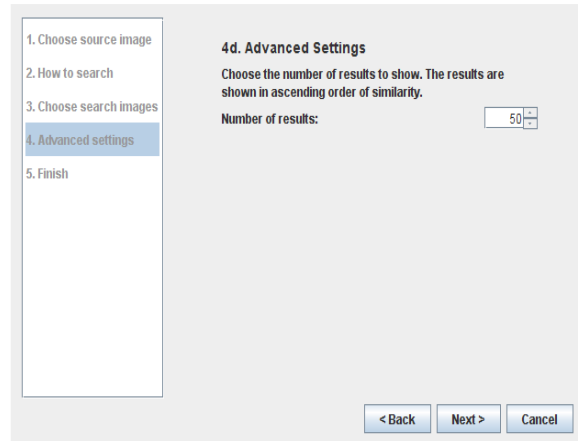 1. Choose source image
2. How to search
3. Choose search images
4. Advanced settings
5. Finish
4d. Advanced Settings
Choose the number of results to show. The results are
shown in ascending order of similarity.
Number of results:
50
< Back
Next >
Cancel